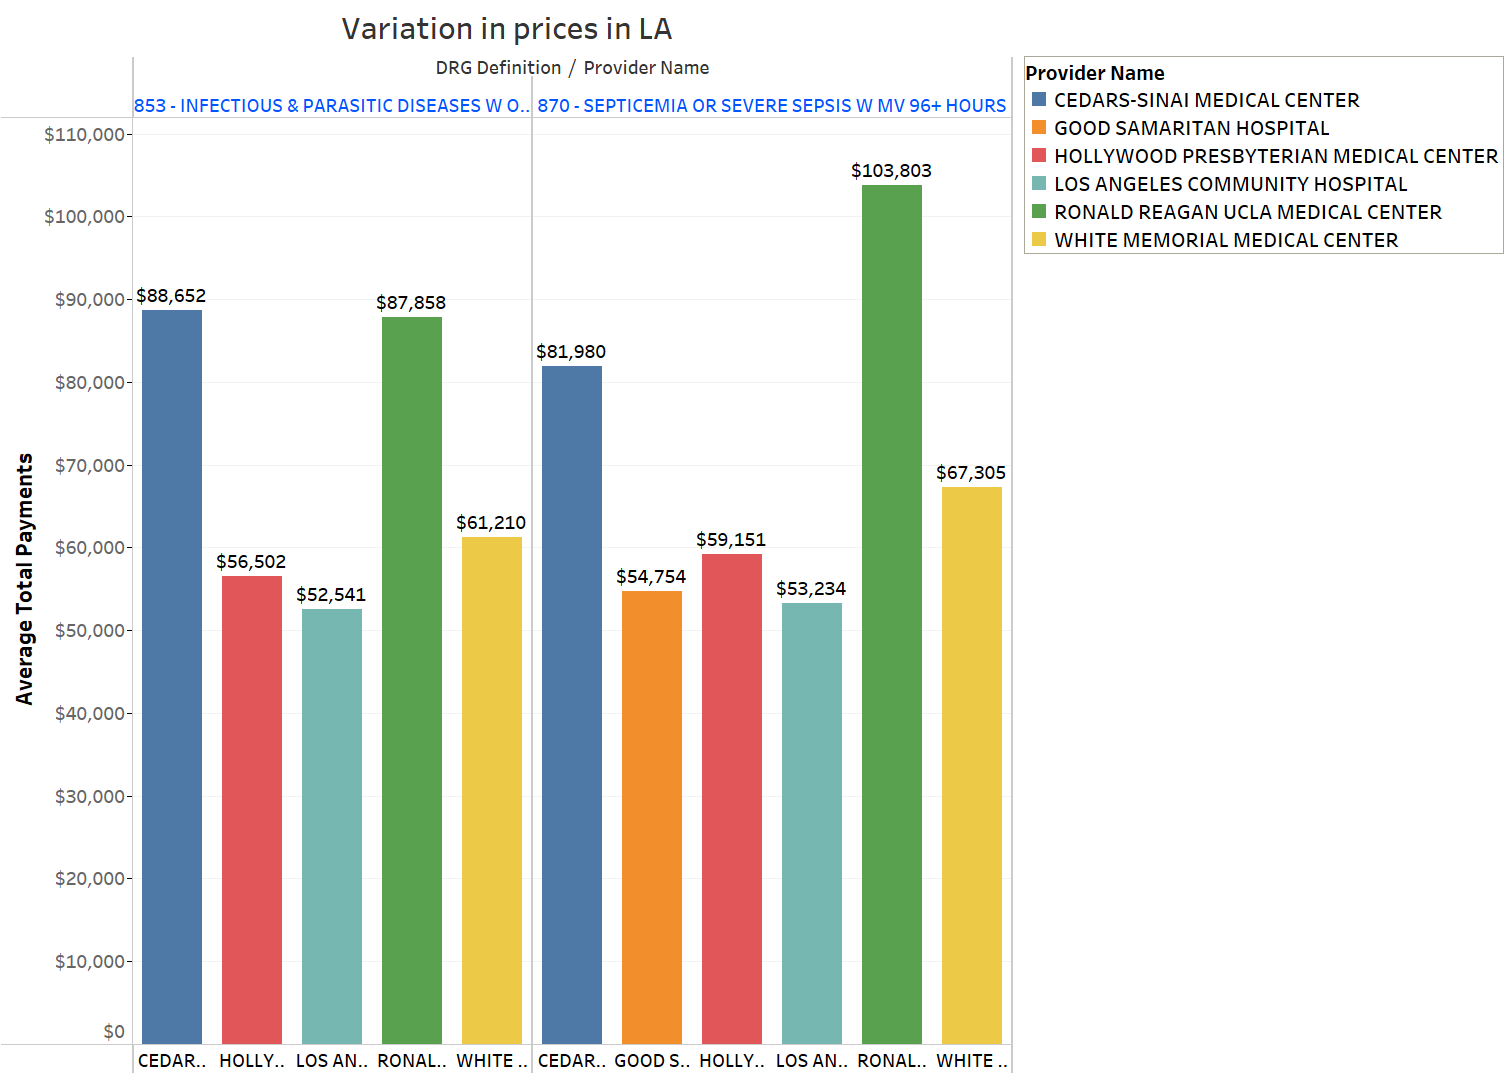 Variation in prices in LA
DRG Definition / Provider Name
853 - INFECTIOUS & PARASITIC DISEASES W O..
870 - SEPTICEMIA OR SEVERE SEPSIS W MV 96+ HOURS
Provider Name
CEDARS-SINAI MEDICAL CENTER
GOOD SAMARITAN HOSPITAL
HOLLYWOOD PRESBYTERIAN MEDICAL CENTER
LOS ANGELES COMMUNITY HOSPITAL
RONALD REAGAN UCLA MEDICAL CENTER
WHITE MEMORIAL MEDICAL CENTER
Average Total Payments
$110,000
$100,000
$90,000
$80,000
$70,000
$60,000
$50,000
$40,000
$30,000
$20,000
$10,000
$0
$88,652
$56,502
$52,541
$87,858
$61,210
$81,980
$54,754
$59,151
$53,234
$103,803
$67,305
CEDAR..
HOLLY..
LOS AN..
RONAL..
WHITE ..
CEDAR..
GOOD S..
HOLLY..
LOS AN..
RONAL..
WHITE ..